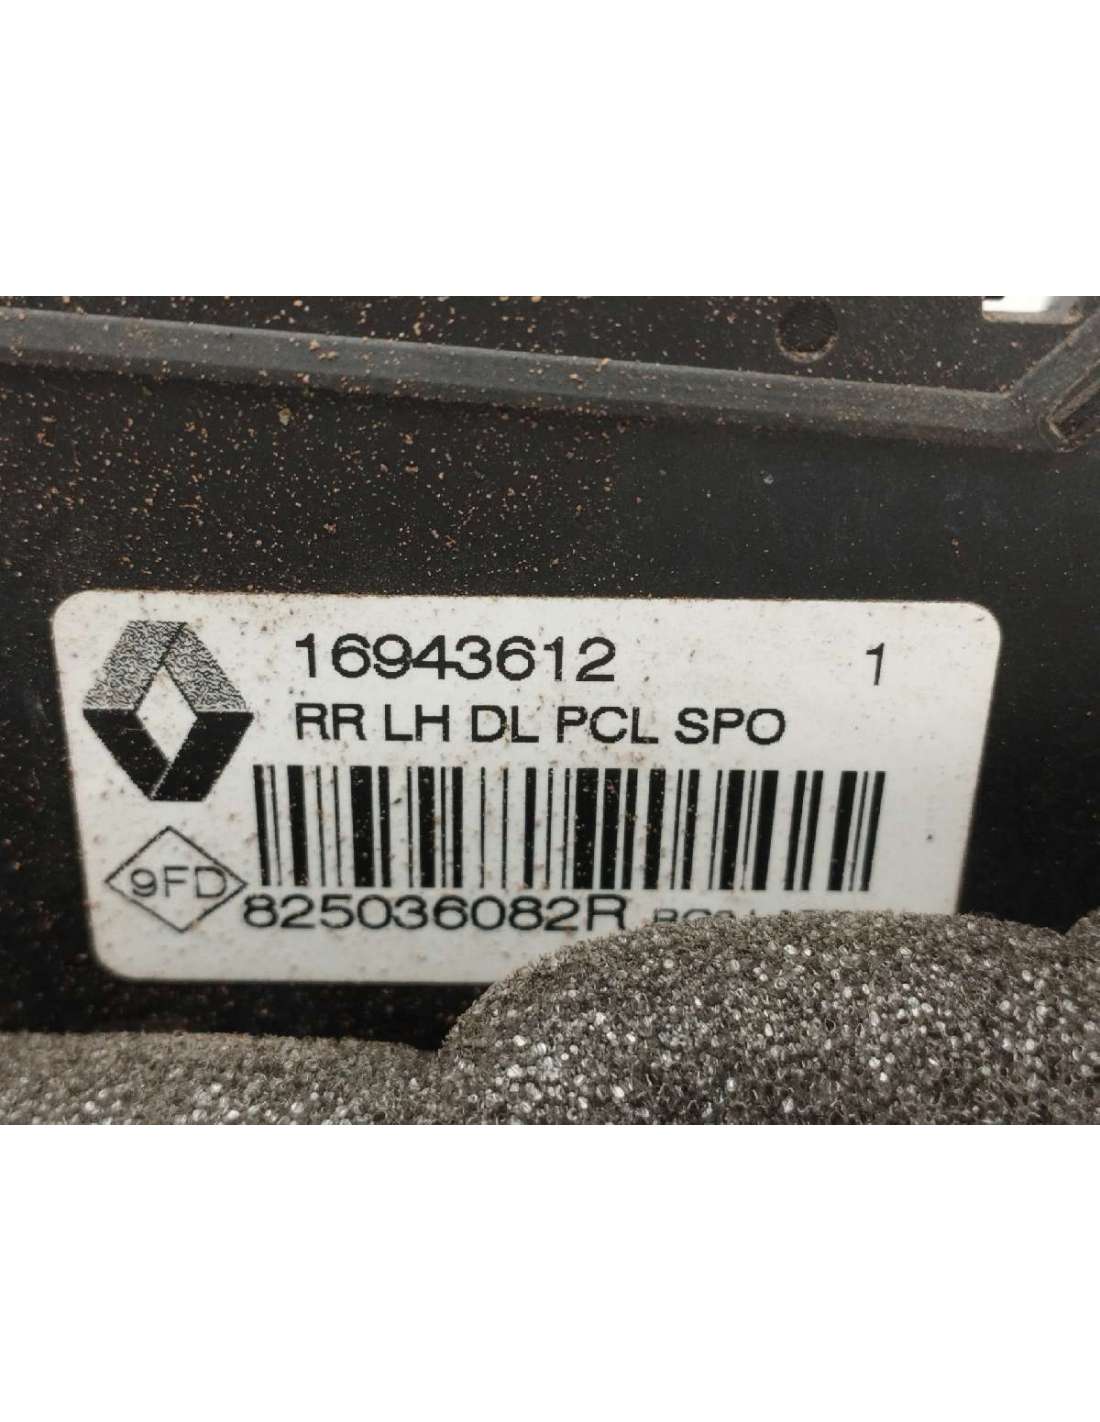 16943612 1
RR LH DL PCL SPO
9FD
825036082R